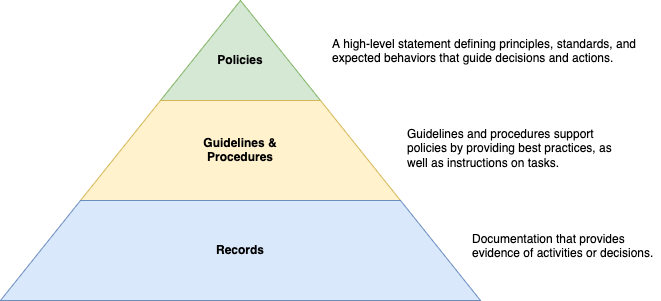 Policies
A high-level statement defining principles, standards, and
expected behaviors that guide decisions and actions.
Guidelines &
Procedures
Guidelines and procedures support
policies by providing best practices, as
well as instructions on tasks.
Records
Documentation that provides
evidence of activities or decisions.